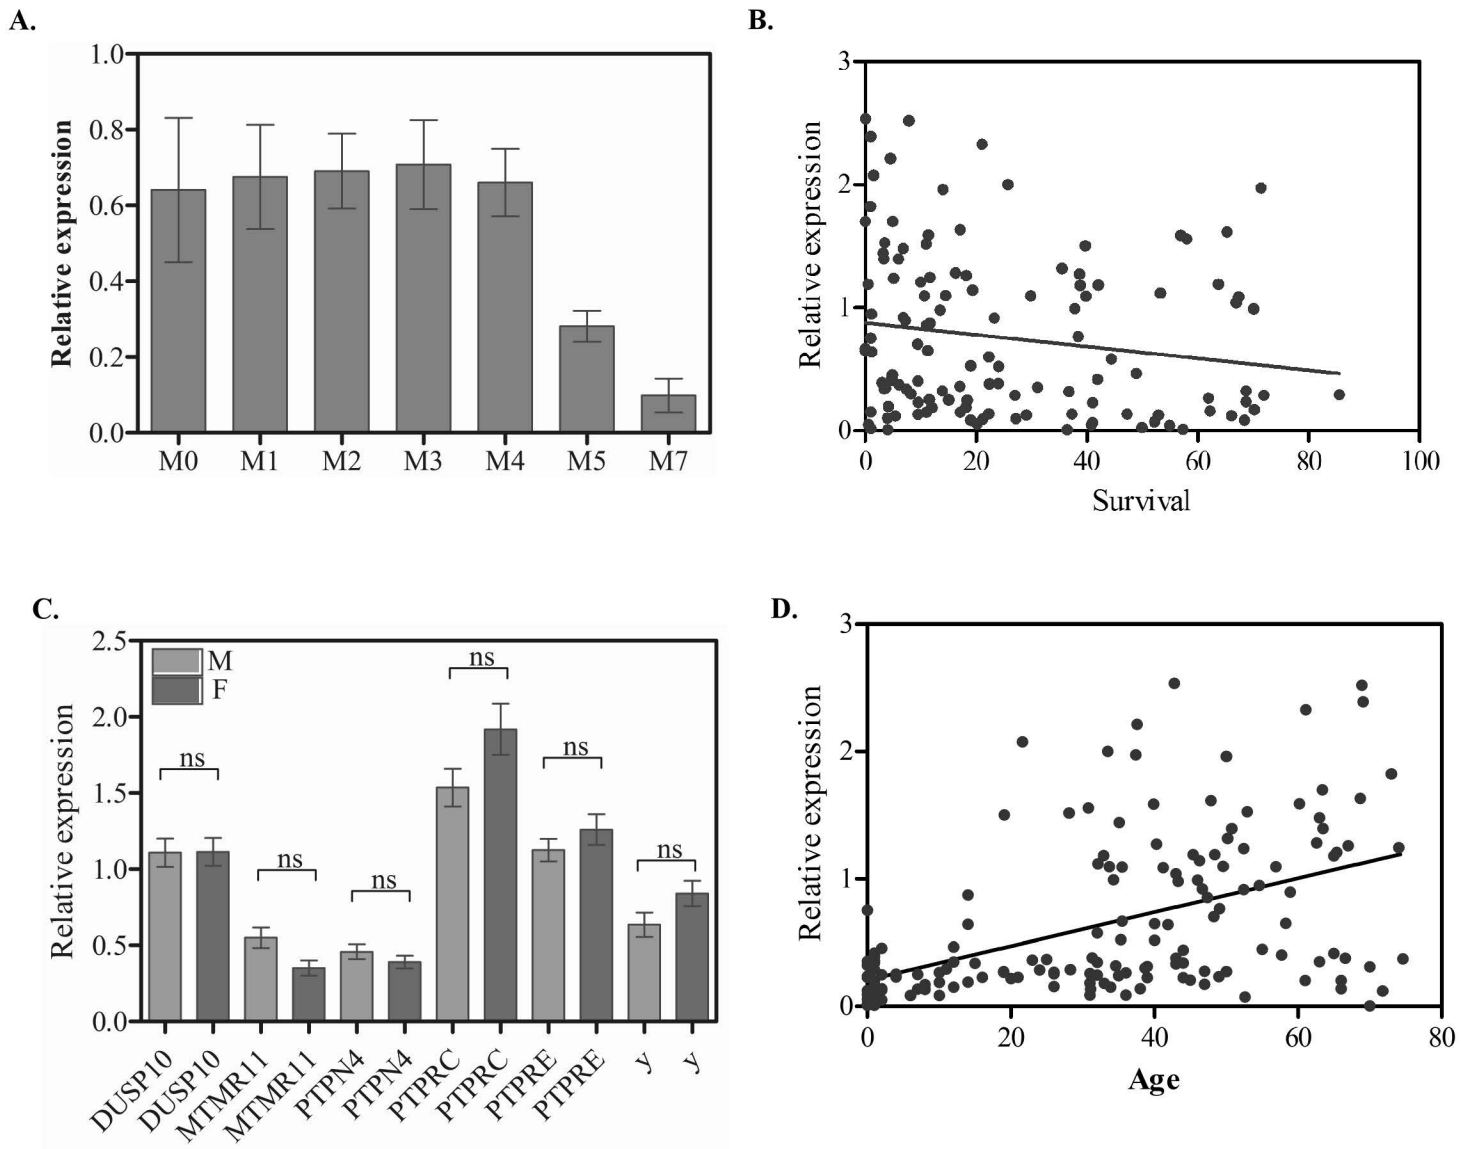 A.
Relative expression
1.0
0.8
0.6
0.4
0.2
0.0
M0 M1 M2 M3 M4 M5 M7
B.
Relative expression
3
2
1
0
0 20 40 60 80 100
Survival
C.
Relative expression
2.5
2.0
1.5
1.0
0.5
0.0
M
F
ns
ns
ns
ns
ns
ns
DUSP10 DUSP10 MTMR11 MTMR11 PTPN4 PTPN4 PTPRC PTPRC PTPRE PTPRE y y
D.
Relative expression
3
2
1
0
0 20 40 60 80
Age